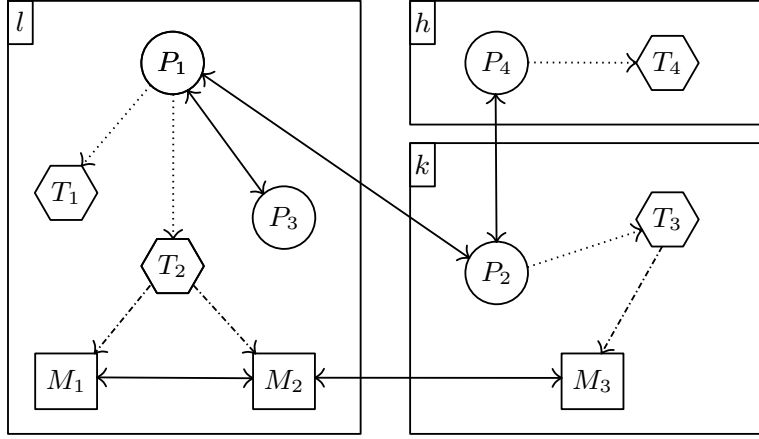 l
P₁
T₁
P₃
T₂
M₁
M₂
h
P₄
T₄
k
T₃
P₂
M₃